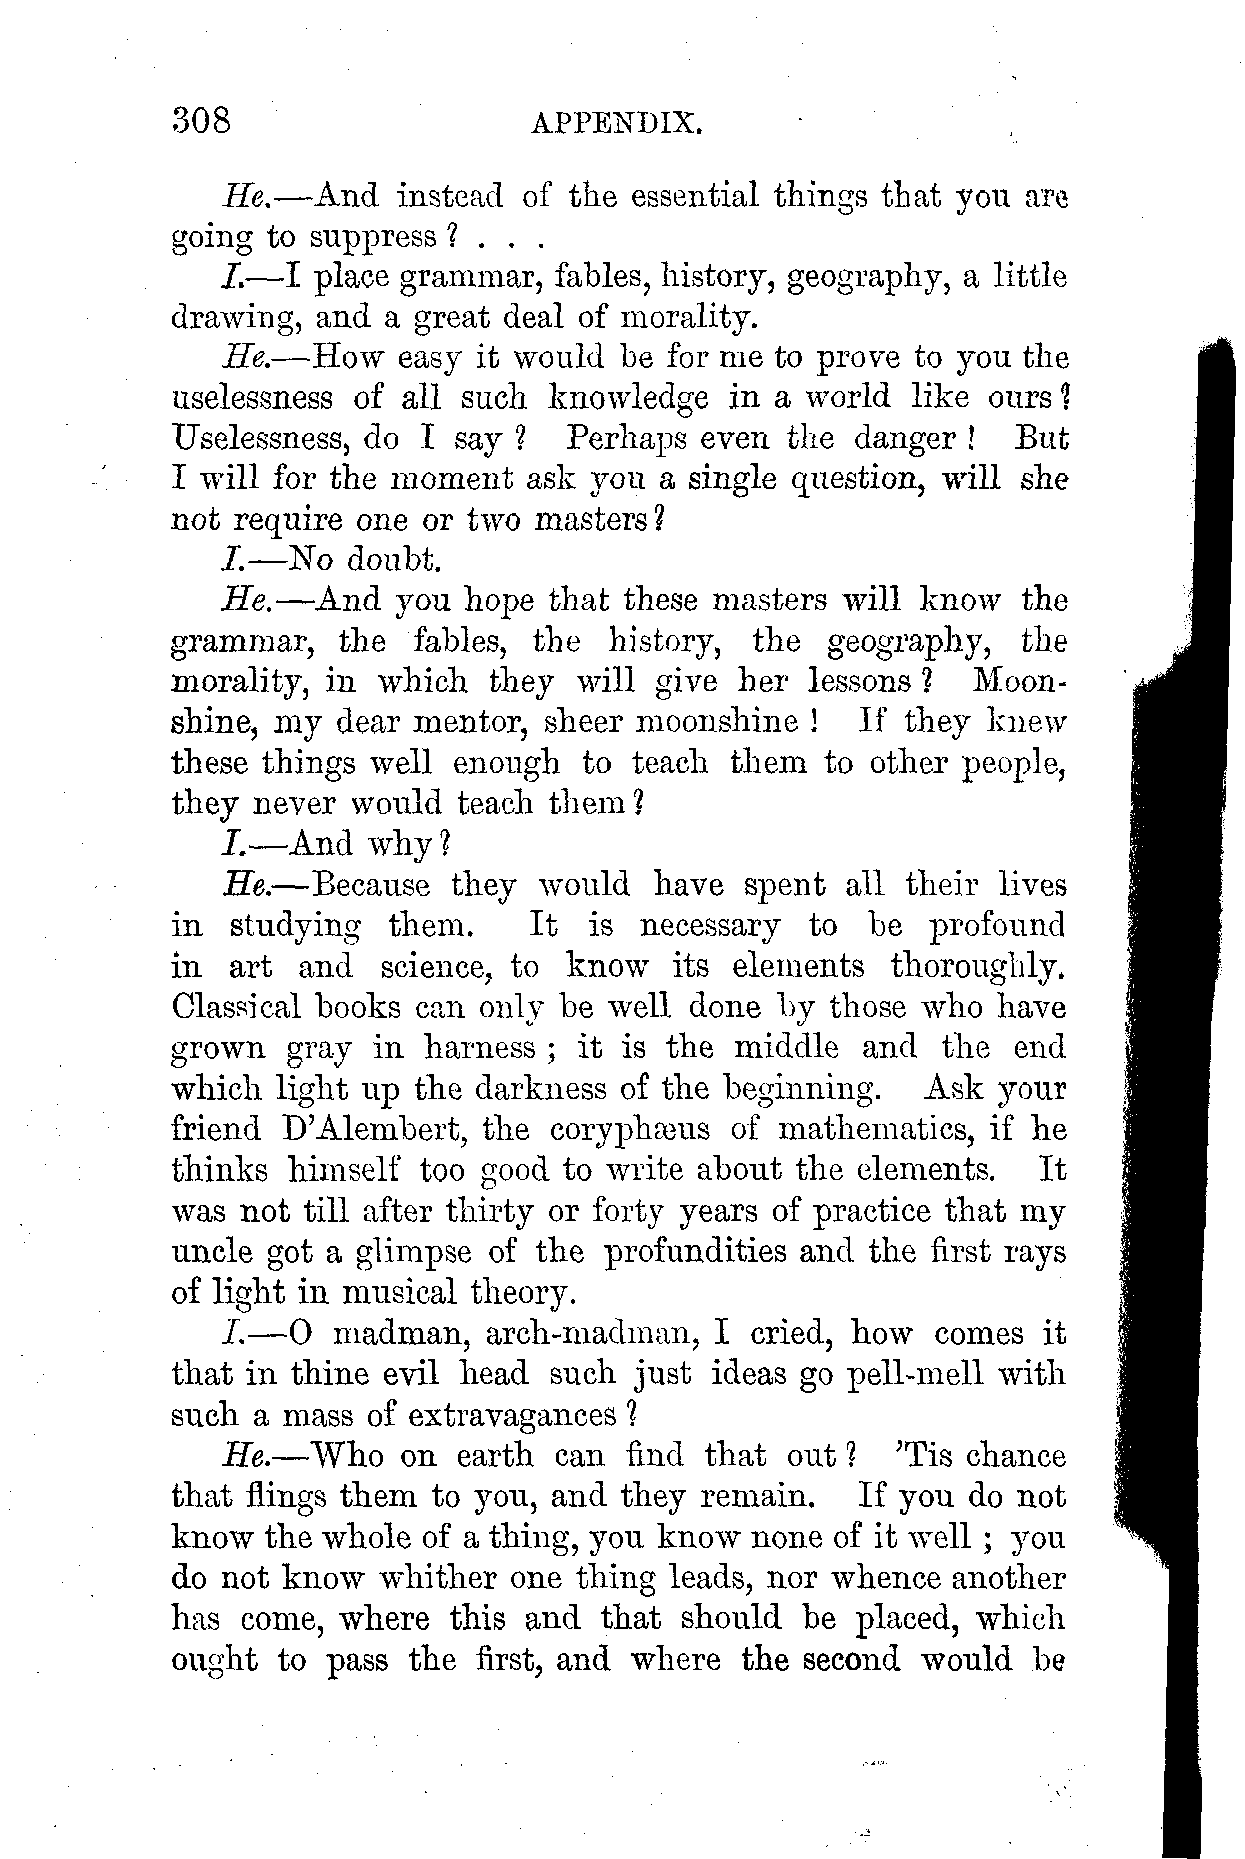 308 APPENDIX.
He.—And instead of the essential things that you are
going to suppress? . . .
I.—I place grammar, fables, history, geography, a little
drawing, and a great deal of morality.
He.—How easy it would be for me to prove to you the
uselessness of all such knowledge in a world like ours?
Uselessness, do I say? Perhaps even the danger! But
I will for the moment ask you a single question, will she
not require one or two masters?
I.—No doubt.
He.—And you hope that these masters will know the
grammar, the fables, the history, the geography, the
morality, in which they will give her lessons? Moon-
shine, my dear mentor, sheer moonshine! If they knew
these things well enough to teach them to other people,
they never would teach them?
I.—And why?
He.—Because they would have spent all their lives
in studying them. It is necessary to be profound
in art and science, to know its elements thoroughly.
Classical books can only be well done by those who have
grown gray in harness; it is the middle and the end
which light up the darkness of the beginning. Ask your
friend D'Alembert, the coryphæus of mathematics, if he
thinks himself too good to write about the elements. It
was not till after thirty or forty years of practice that my
uncle got a glimpse of the profundities and the first rays
of light in musical theory.
I.—O madman, arch-madman, I cried, how comes it
that in thine evil head such just ideas go pell-mell with
such a mass of extravagances?
He.—Who on earth can find that out? 'Tis chance
that flings them to you, and they remain. If you do not
know the whole of a thing, you know none of it well; you
do not know whither one thing leads, nor whence another
has come, where this and that should be placed, which
ought to pass the first, and where the second would be